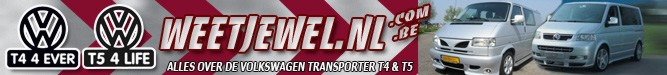 T4 4 EVER
T5 4 LIFE
WEETJEWEL.NL
.COM
.BE
ALLES OVER DE VOLKSWAGEN TRANSPORTER T4 & T5